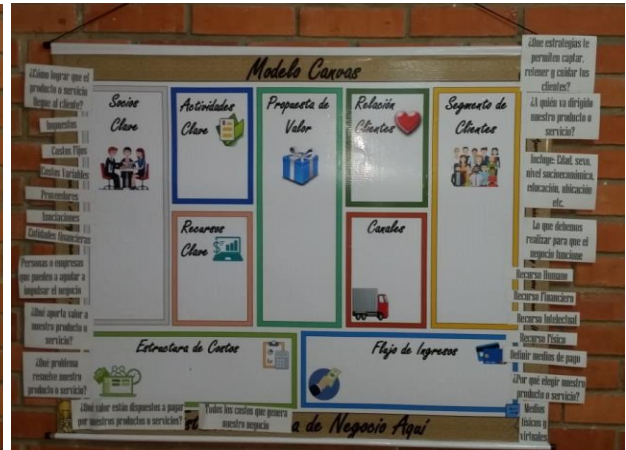 Modelo Canvas
¿Cómo lograr que el
producto o servicio
llegue al cliente?
Impuestos
Costos Fijos
Costos Variables
Proveedores
Asociaciones
Entidades financieras
Personas o empresas
que pueden a ayudar a
impulsar el negocio
¿Qué aporta valor a
nuestro producto o
servicio?
¿Qué problema
resuelve nuestro
producto o servicio?
Socios
Clave
Actividades
Clave
Recursos
Clave
Propuesta de
Valor
Relación
Clientes
Canales
Segmento de
Clientes
Estructura de Costos
Flujo de Ingresos
¿Qué valor están dispuestos a pagar
por nuestros productos o servicios?
Todos los costos que genera
nuestro negocio
a de Negocio Aquí
¿Que estrategias te
permiten captar,
retener y cuidar tus
clientes?
¿A quién va dirigido
nuestro producto o
servicio?
Incluye: Edad, sexo,
nivel socioeconómico,
educación, ubicación
etc.
Lo que debemos
realizar para que el
negocio funcione
Recurso Humano
Recurso Financiero
Recurso Intelectual
Recurso Físico
Definir medios de pago
¿Por qué elegir nuestro
producto o servicio?
Medios
físicos y
virtuales